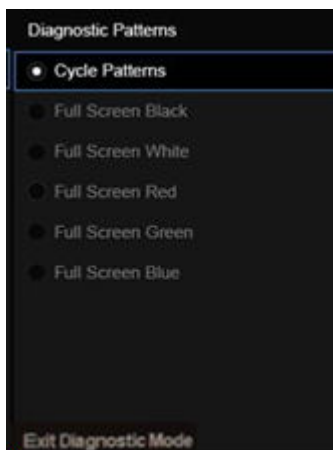 Diagnostic Patterns
Cycle Patterns
Full Screen Black
Full Screen White
Full Screen Red
Full Screen Green
Full Screen Blue
Exit Diagnostic Mode